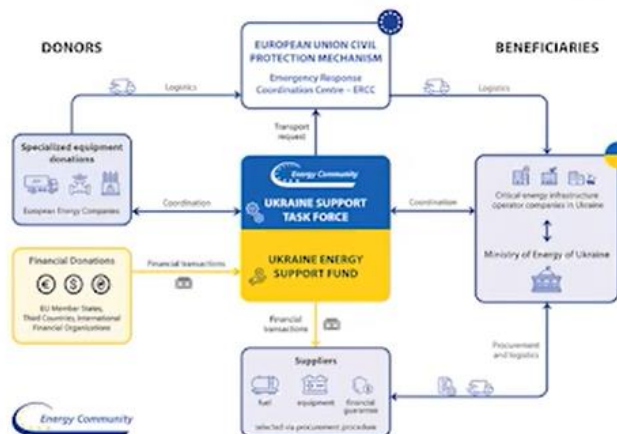 DONORS
EUROPEAN UNION CIVIL
PROTECTION MECHANISM
Emergency Response
Coordination Centre – ERCC
BENEFICIARIES
Logistics
Logistics
Transport
request
Specialized equipment
donations
European Energy Companies
Coordination
Energy Community
UKRAINE SUPPORT
TASK FORCE
Coordination
Critical energy infrastructure
operator companies in Ukraine
Ministry of Energy of Ukraine
Financial Donations
EU Member States,
Third Countries, International
Financial Organizations
Financial transactions
UKRAINE ENERGY
SUPPORT FUND
Financial
transactions
Procurement
and logistics
Suppliers
fuel
equipment
financial
guarantee
selected via procurement procedure
Energy Community